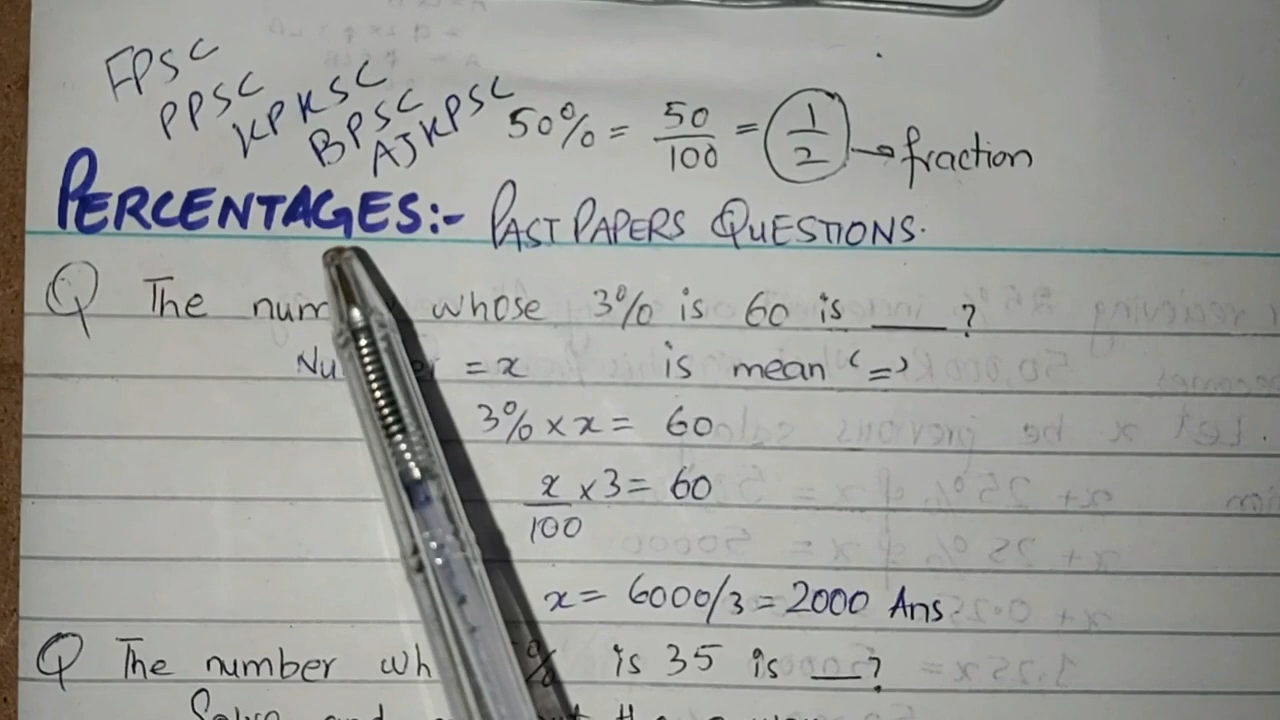 FPSC
PPSC
KPKSC
BPSC
AJKPSC
50% = 50/100 = 1/2 → fraction
PERCENTAGES:- PAST PAPERS QUESTIONS.
Q The num whose 3% is 60 is ___ ?
Nu = x is mean ‘=’
3% × x = 60
x/100 × 3 = 60
x = 6000/3 = 2000 Ans
Q The number wh % is 35 is __?